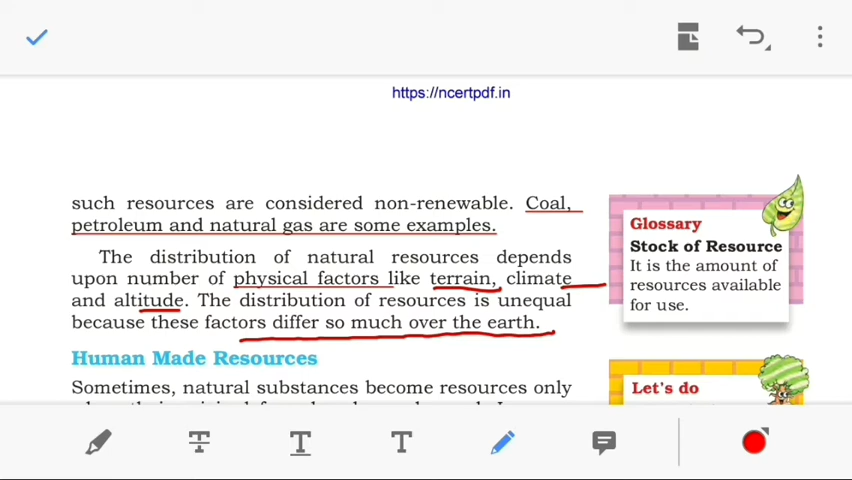 https://ncertpdf.in
such resources are considered non-renewable. Coal,
petroleum and natural gas are some examples.
The distribution of natural resources depends
upon number of physical factors like terrain, climate
and altitude. The distribution of resources is unequal
because these factors differ so much over the earth.
Human Made Resources
Sometimes, natural substances become resources only
Glossary
Stock of Resource
It is the amount of
resources available
for use.
Let's do
T
T
T